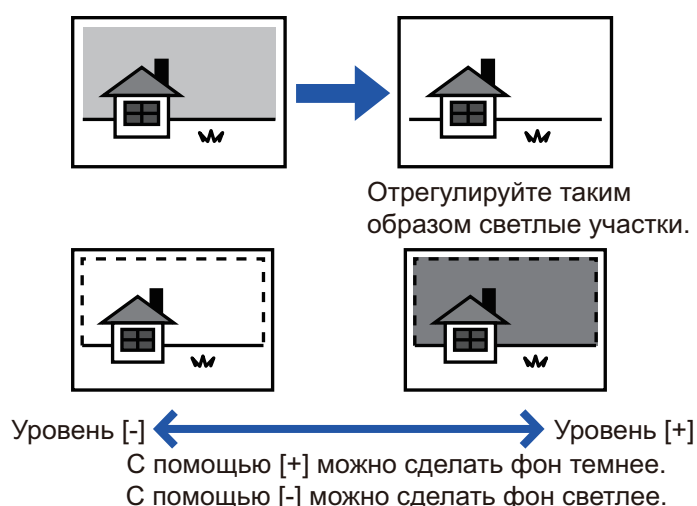 Отрегулируйте таким
образом светлые участки.
Уровень [-]
Уровень [+]
С помощью [+] можно сделать фон темнее.
С помощью [-] можно сделать фон светлее.